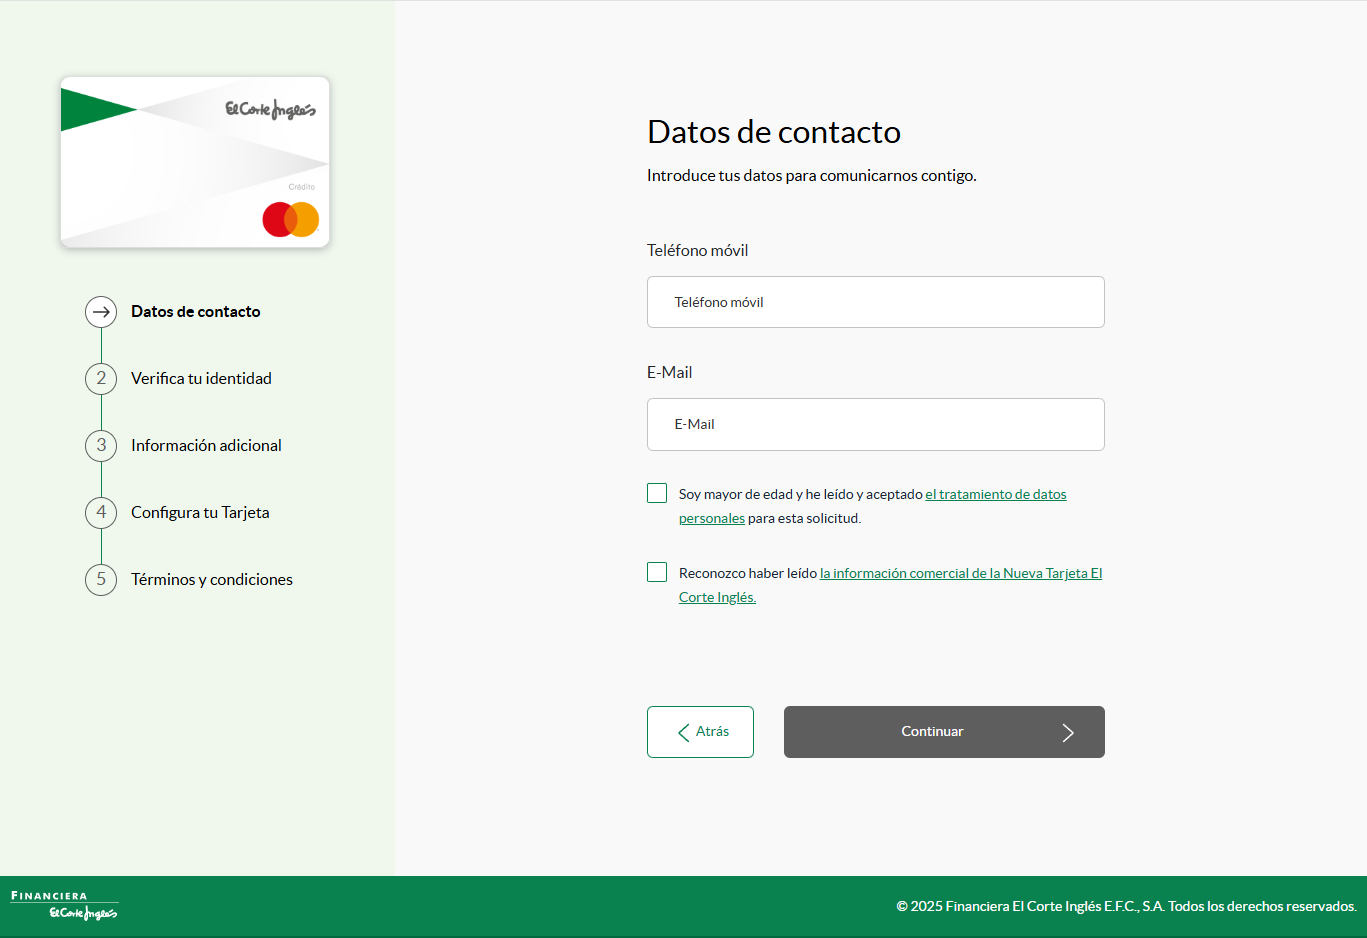 El Corte Inglés
Crédito
Datos de contacto
2 Verifica tu identidad
3 Información adicional
4 Configura tu Tarjeta
5 Términos y condiciones
Datos de contacto
Introduce tus datos para comunicarnos contigo.
Teléfono móvil
Teléfono móvil
E-Mail
E-Mail
Soy mayor de edad y he leído y aceptado el tratamiento de datos
personales para esta solicitud.
Reconozco haber leído la información comercial de la Nueva Tarjeta El
Corte Inglés.
Atrás
Continuar
FINANCIERA
El Corte Inglés
© 2025 Financiera El Corte Inglés E.F.C., S.A. Todos los derechos reservados.